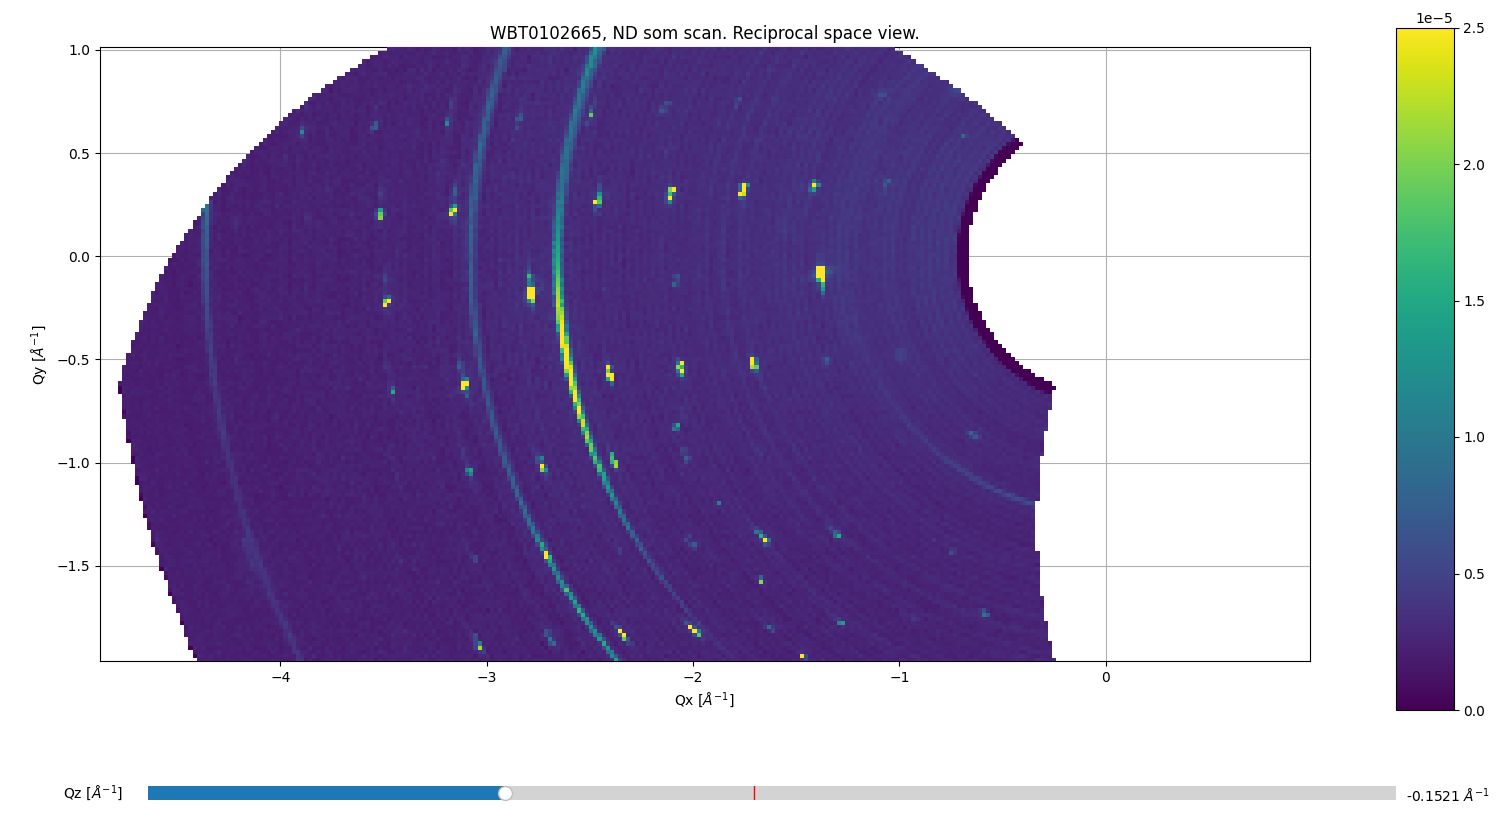 WBT0102665, ND som scan. Reciprocal space view.
1e−5
1.0
0.5
0.0
−0.5
−1.0
−1.5
Qy [Å⁻¹]
−4
−3
−2
−1
0
Qx [Å⁻¹]
2.5
2.0
1.5
1.0
0.5
0.0
Qz [Å⁻¹]
-0.1521 Å⁻¹